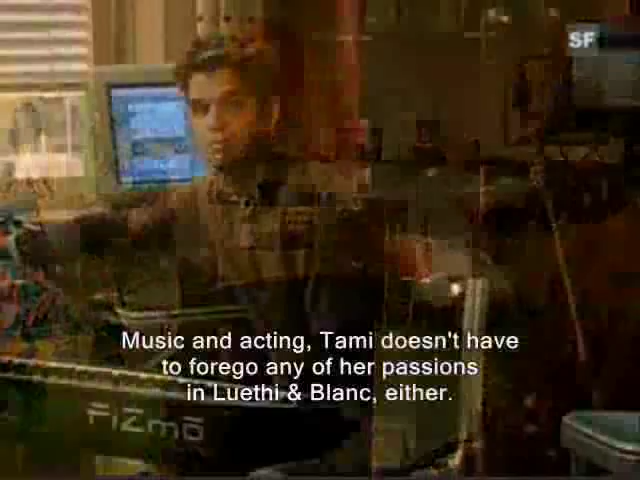 SF
Music and acting, Tami doesn't have
to forego any of her passions
in Luethi & Blanc, either.
FiZmo